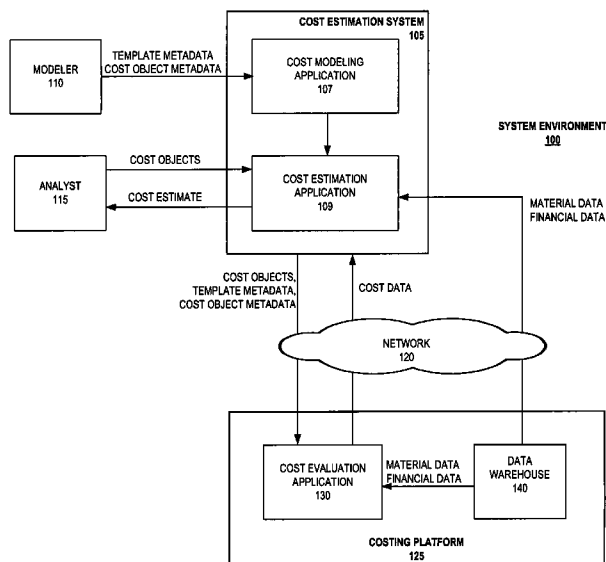 COST ESTIMATION SYSTEM
105
MODELER
110
TEMPLATE METADATA
COST OBJECT METADATA
COST MODELING
APPLICATION
107
SYSTEM ENVIRONMENT
100
ANALYST
115
COST OBJECTS
COST ESTIMATE
COST ESTIMATION
APPLICATION
109
MATERIAL DATA
FINANCIAL DATA
COST OBJECTS,
TEMPLATE METADATA,
COST OBJECT METADATA
COST DATA
NETWORK
120
COST EVALUATION
APPLICATION
130
MATERIAL DATA
FINANCIAL DATA
DATA
WAREHOUSE
140
COSTING PLATFORM
125